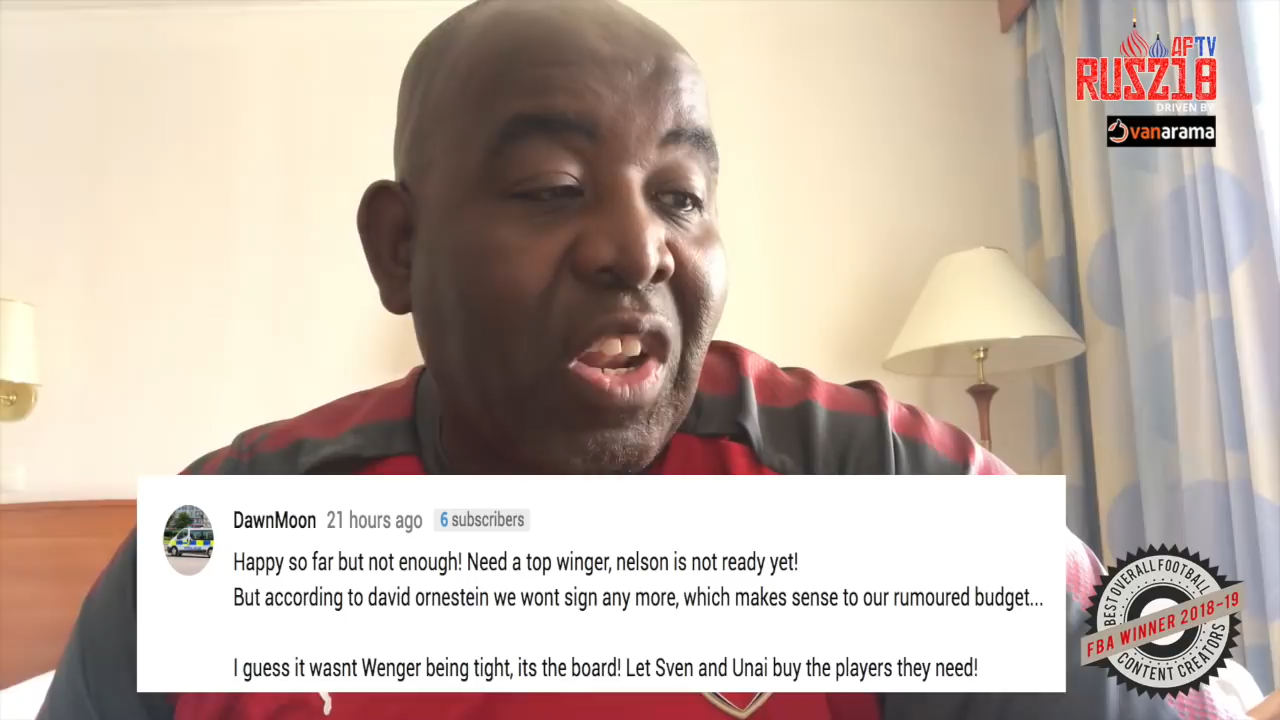 AFTV
RUSZ18
DRIVEN BY
vanarama
DawnMoon 21 hours ago 6 subscribers
Happy so far but not enough! Need a top winger, nelson is not ready yet!
But according to david ornestein we wont sign any more, which makes sense to our rumoured budget...
I guess it wasnt Wenger being tight, its the board! Let Sven and Unai buy the players they need!
BEST OVERALL FOOTBALL
FBA WINNER 2018-19
CONTENT CREATORS